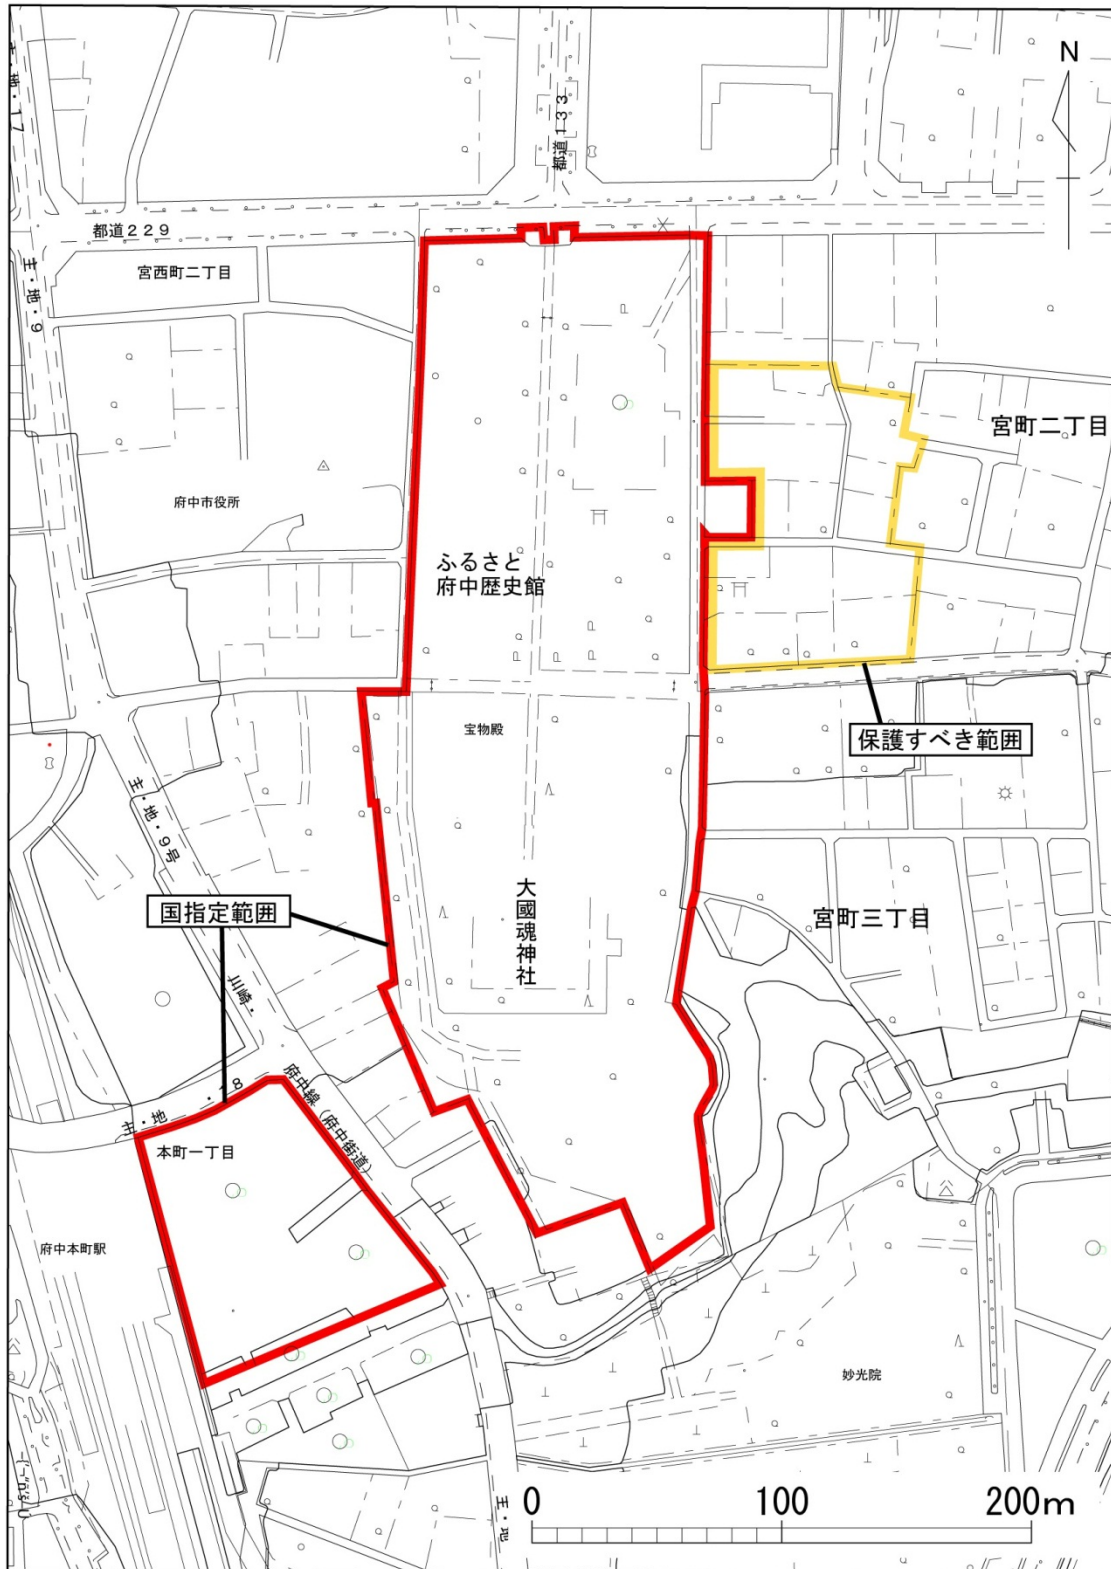 N
主・地・17
都道133
都道229
宮西町二丁目
主・地・9
宮町二丁目
府中市役所
ふるさと
府中歴史館
宝物殿
保護すべき範囲
主・地・9号
大國魂神社
国指定範囲
宮町三丁目
川崎・
府中線（府中街道）
主・地・18
本町一丁目
府中本町駅
妙光院
主・地
0 100 200m